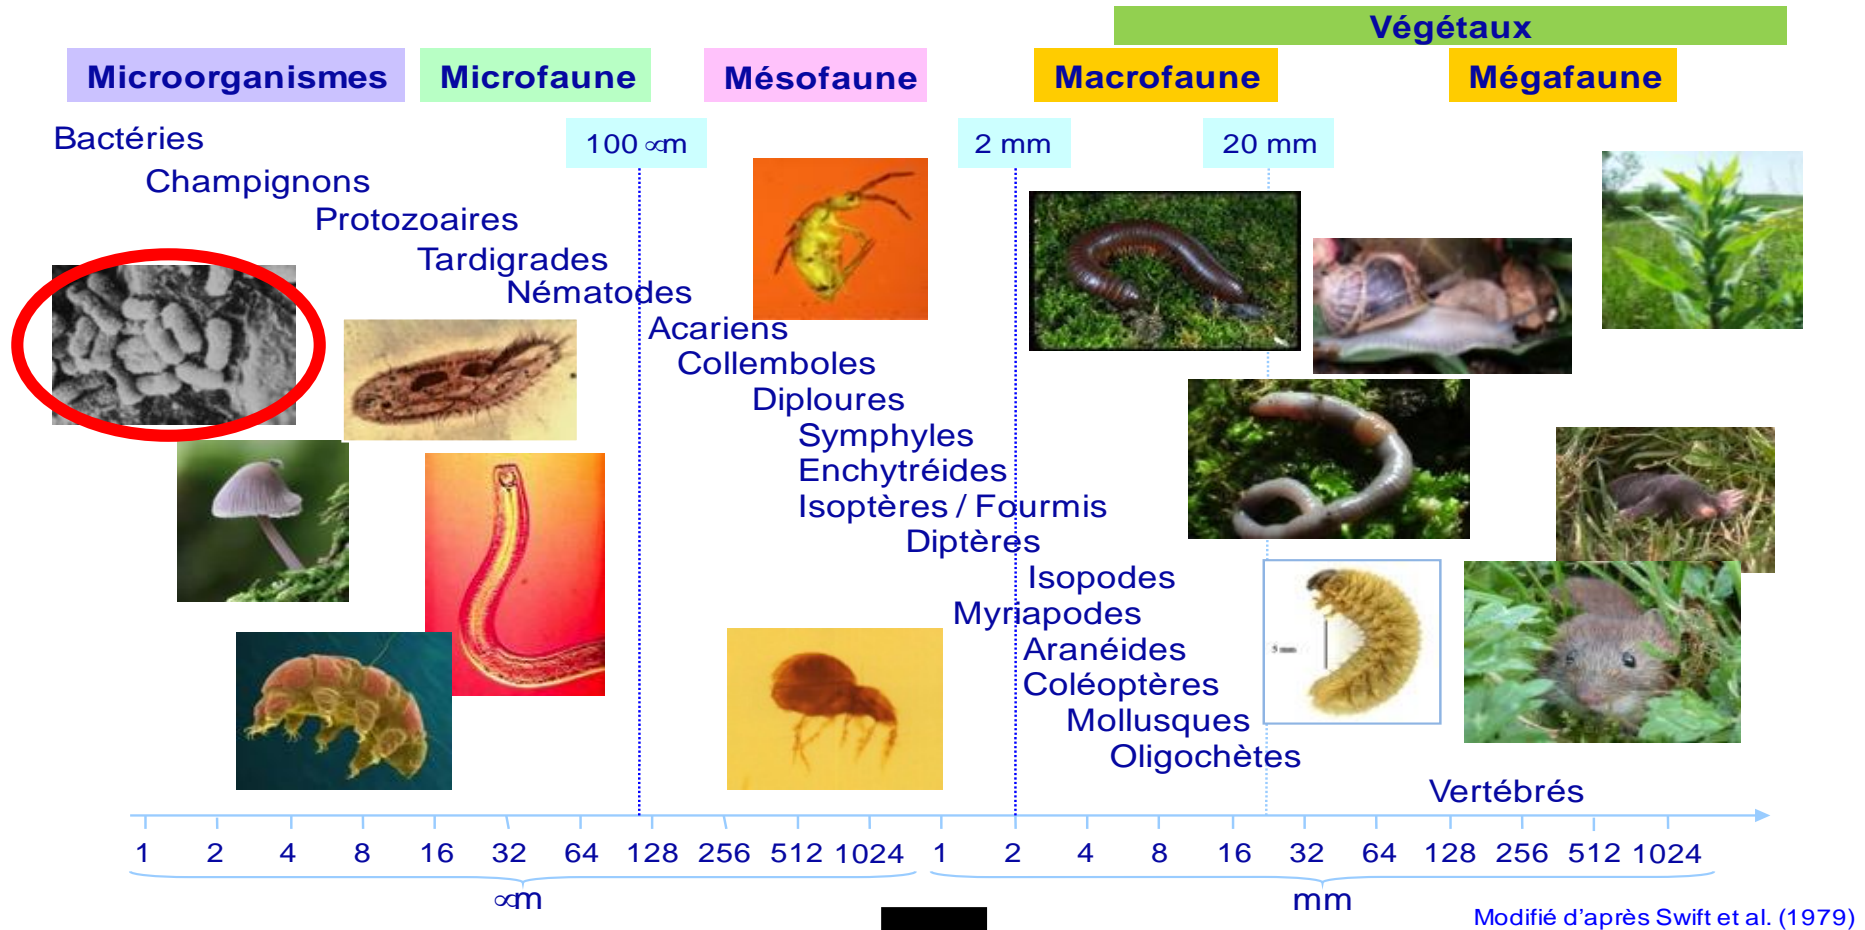 Végétaux
Microorganismes
Microfaune
Mésofaune
Macrofaune
Mégafaune
100 ∝m
2 mm
20 mm
Bactéries
Champignons
Protozoaires
Tardigrades
Nématodes
Acariens
Collemboles
Diploures
Symphyles
Enchytréides
Isoptères / Fourmis
Diptères
Isopodes
Myriapodes
Aranéides
Coléoptères
Mollusques
Oligochètes
Vertébrés
5 mm
1 2 4 8 16 32 64 128 256 512 1024 1 2 4 8 16 32 64 128 256 512 1024
∝m
mm
Modifié d'après Swift et al. (1979)